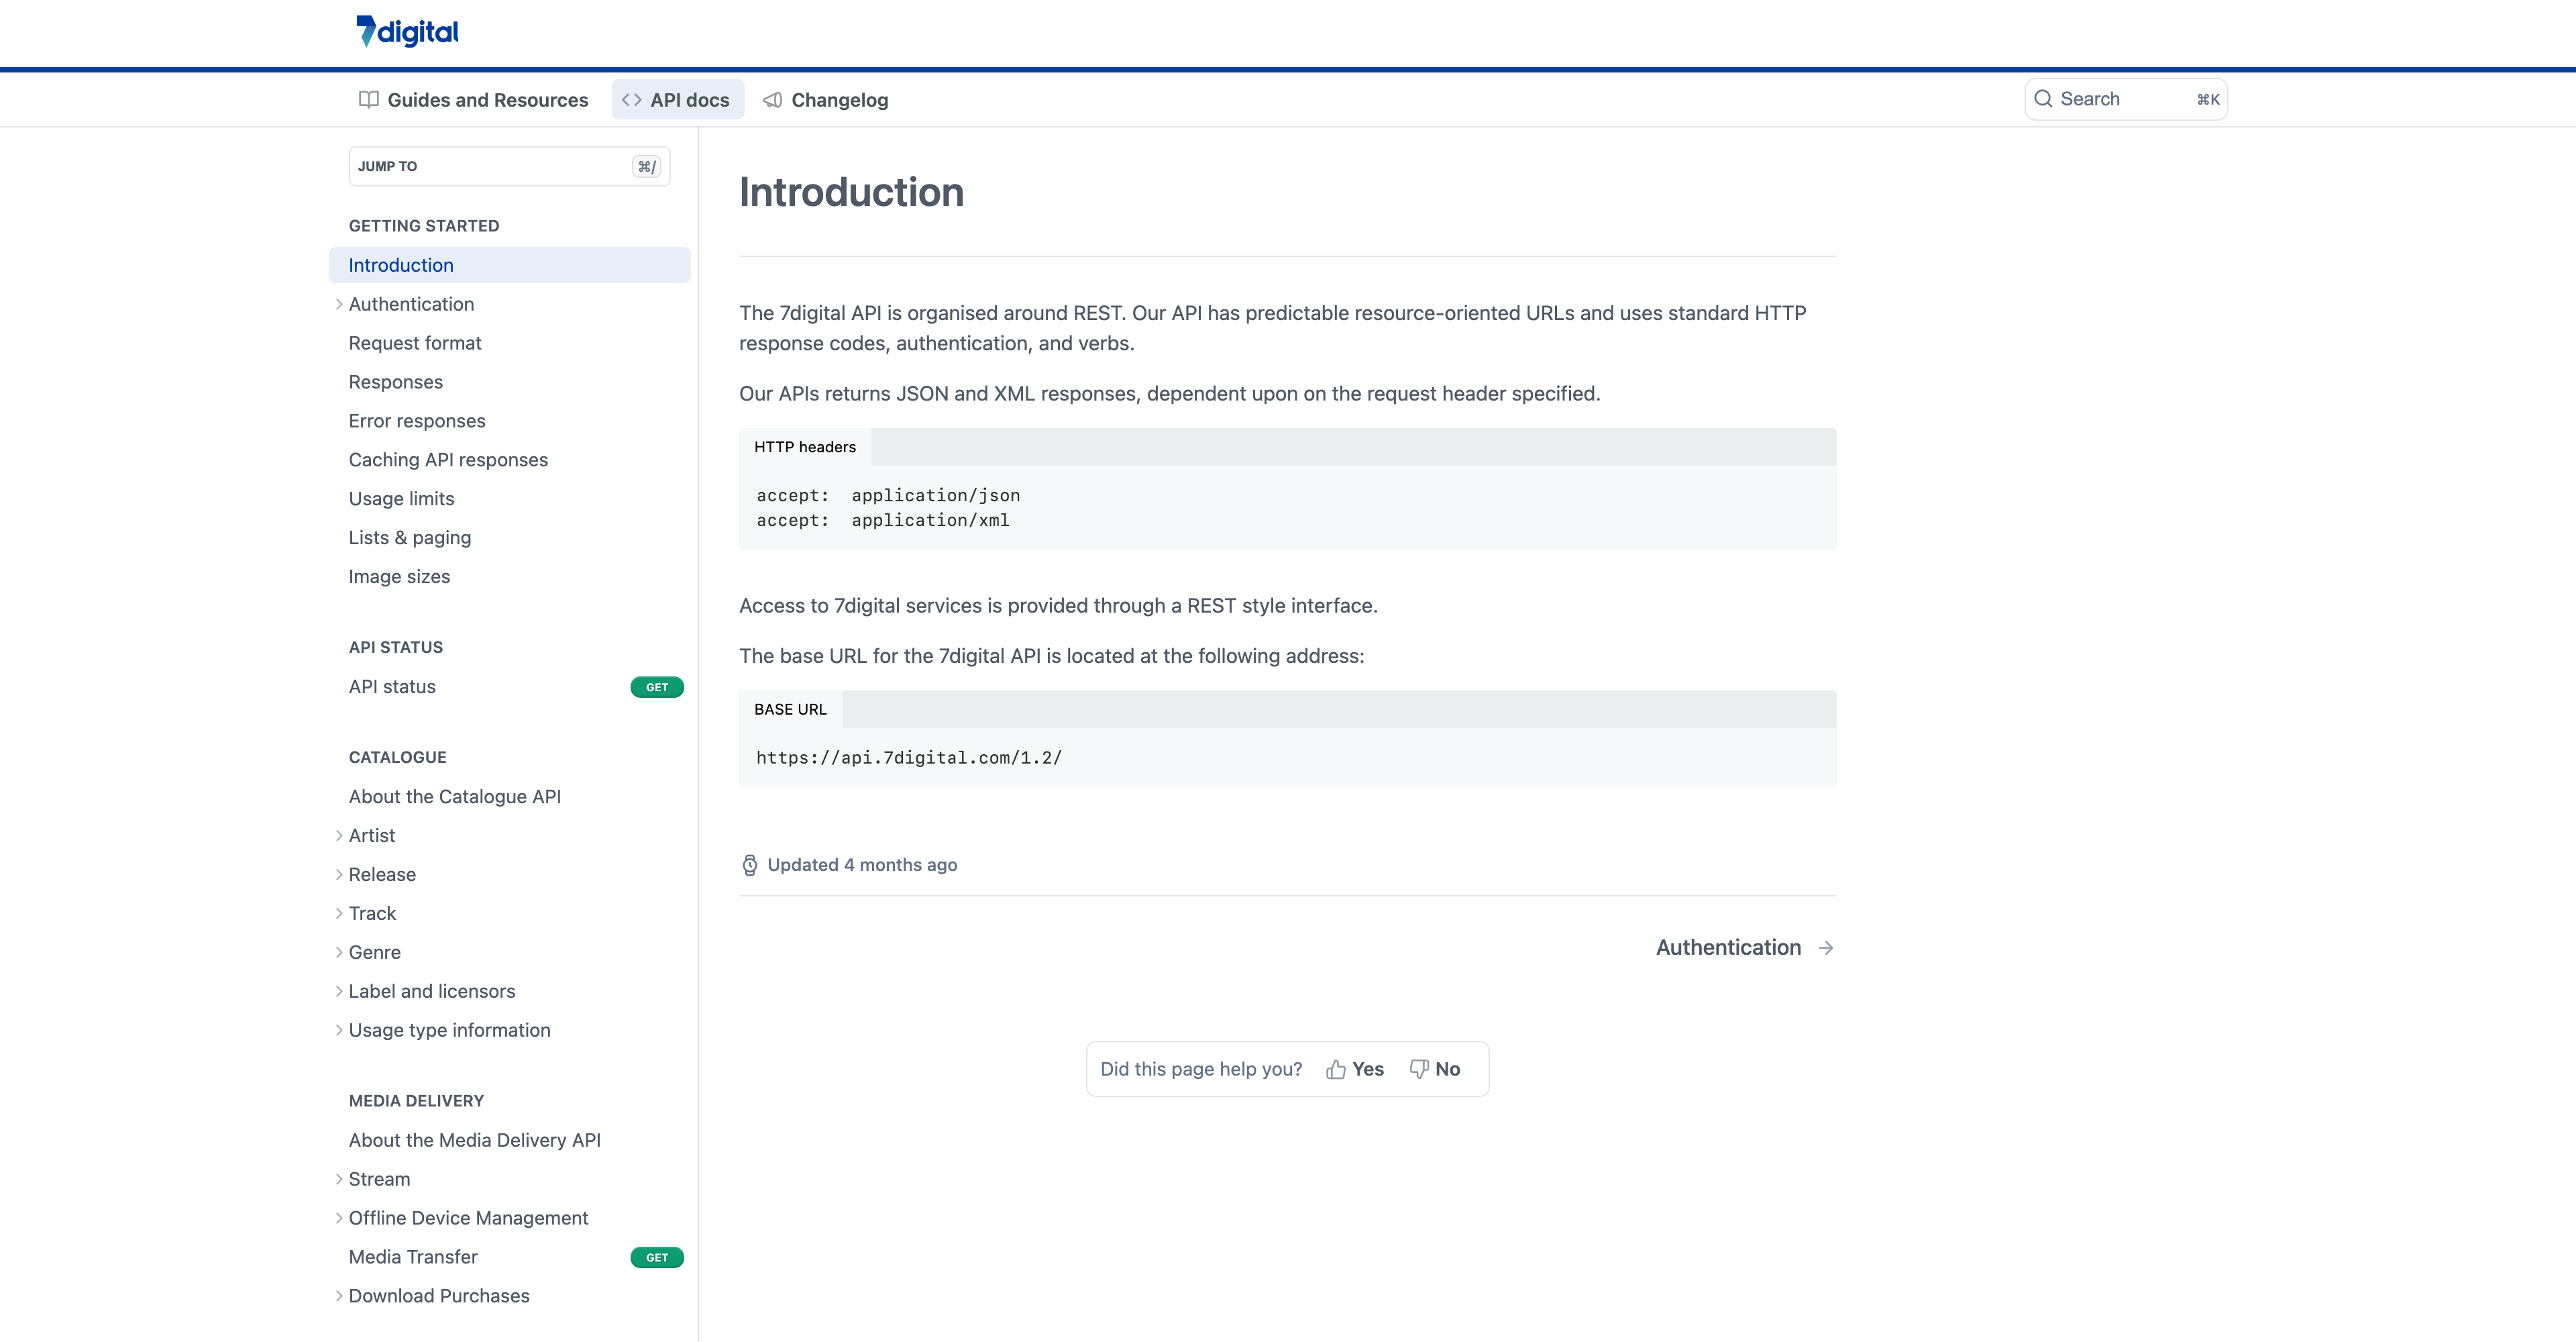 7digital
Guides and Resources
API docs
Changelog
Search
⌘K
JUMP TO
⌘/
GETTING STARTED
Introduction
Authentication
Request format
Responses
Error responses
Caching API responses
Usage limits
Lists & paging
Image sizes
API STATUS
API status GET
CATALOGUE
About the Catalogue API
Artist
Release
Track
Genre
Label and licensors
Usage type information
MEDIA DELIVERY
About the Media Delivery API
Stream
Offline Device Management
Media Transfer GET
Download Purchases
Introduction
The 7digital API is organised around REST. Our API has predictable resource-oriented URLs and uses standard HTTP
response codes, authentication, and verbs.
Our APIs returns JSON and XML responses, dependent upon on the request header specified.
HTTP headers
accept:  application/json
accept:  application/xml
Access to 7digital services is provided through a REST style interface.
The base URL for the 7digital API is located at the following address:
BASE URL
https://api.7digital.com/1.2/
Updated 4 months ago
Authentication →
Did this page help you? Yes No